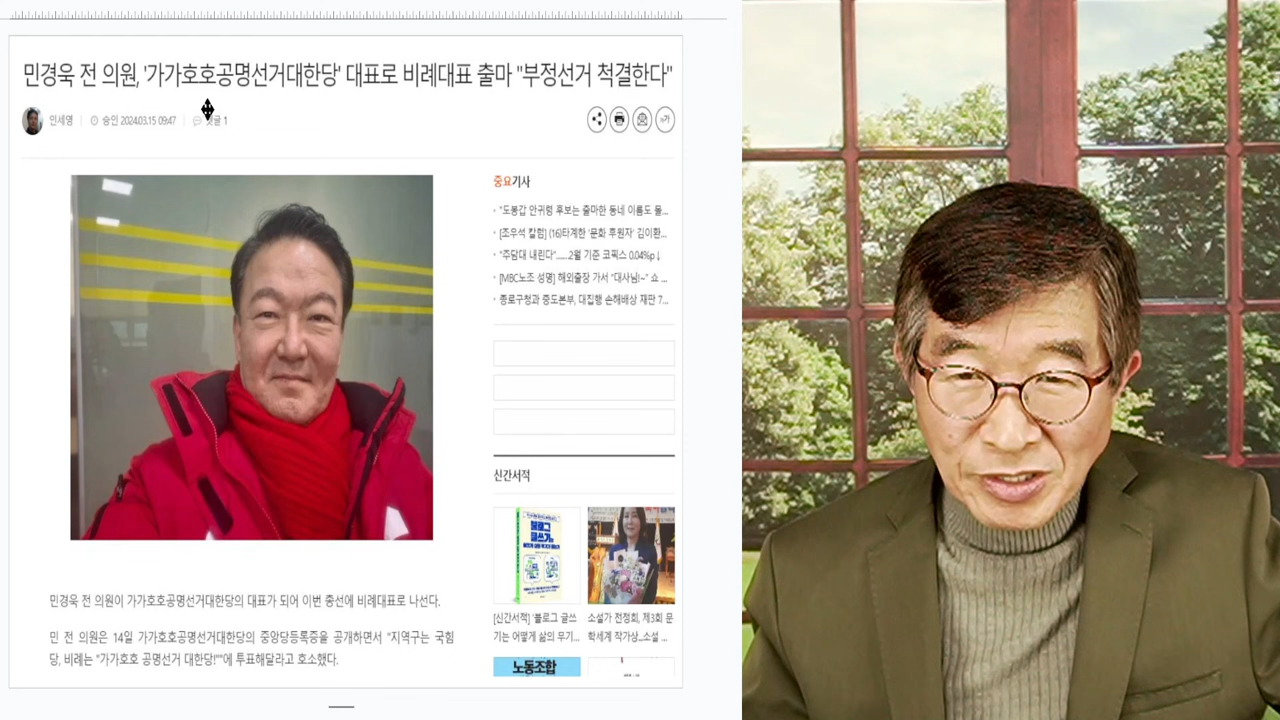 민경욱 전 의원, '가가호호공명선거대한당' 대표로 비례대표 출마 "부정선거 척결한다"
인세영
승인 2024.03.15 09:47
댓글 1
가
중요기사
"도봉갑 안귀령 후보는 출마한 동네 이름도 몰...
[조우석 칼럼] (16)타계한 '문화 후원자' 김이환...
"주담대 내린다"......2월 기준 코픽스 0.04%p↓
[MBC노조 성명] 해외출장 가서 "대사님!~" 쇼 ...
종로구청과 중도본부, 대집행 손해배상 재판 7...
신간서적
블로그
글쓰기는
[신간서적] '블로그 글쓰
기는 어떻게 삶의 무기...
소설가 전정희, 제3회 문
학세계 작가상...소설 ...
노동조합
민경욱 전 의원이 가가호호공명선거대한당의 대표가 되어 이번 총선에 비례대표로 나선다.
민 전 의원은 14일 가가호호공명선거대한당의 중앙당등록증을 공개하면서 "지역구는 국힘
당, 비례는 "가가호호 공명선거 대한당!""에 투표해달라고 호소했다.